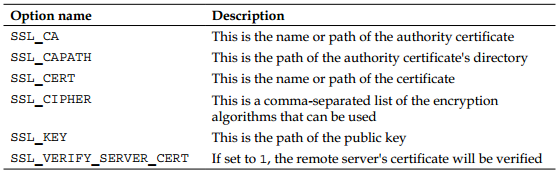 Option name Description
SSL_CA This is the name or path of the authority certificate
SSL_CAPATH This is the path of the authority certificate's directory
SSL_CERT This is the name or path of the certificate
SSL_CIPHER This is a comma-separated list of the encryption
algorithms that can be used
SSL_KEY This is the path of the public key
SSL_VERIFY_SERVER_CERT If set to 1, the remote server's certificate will be verified